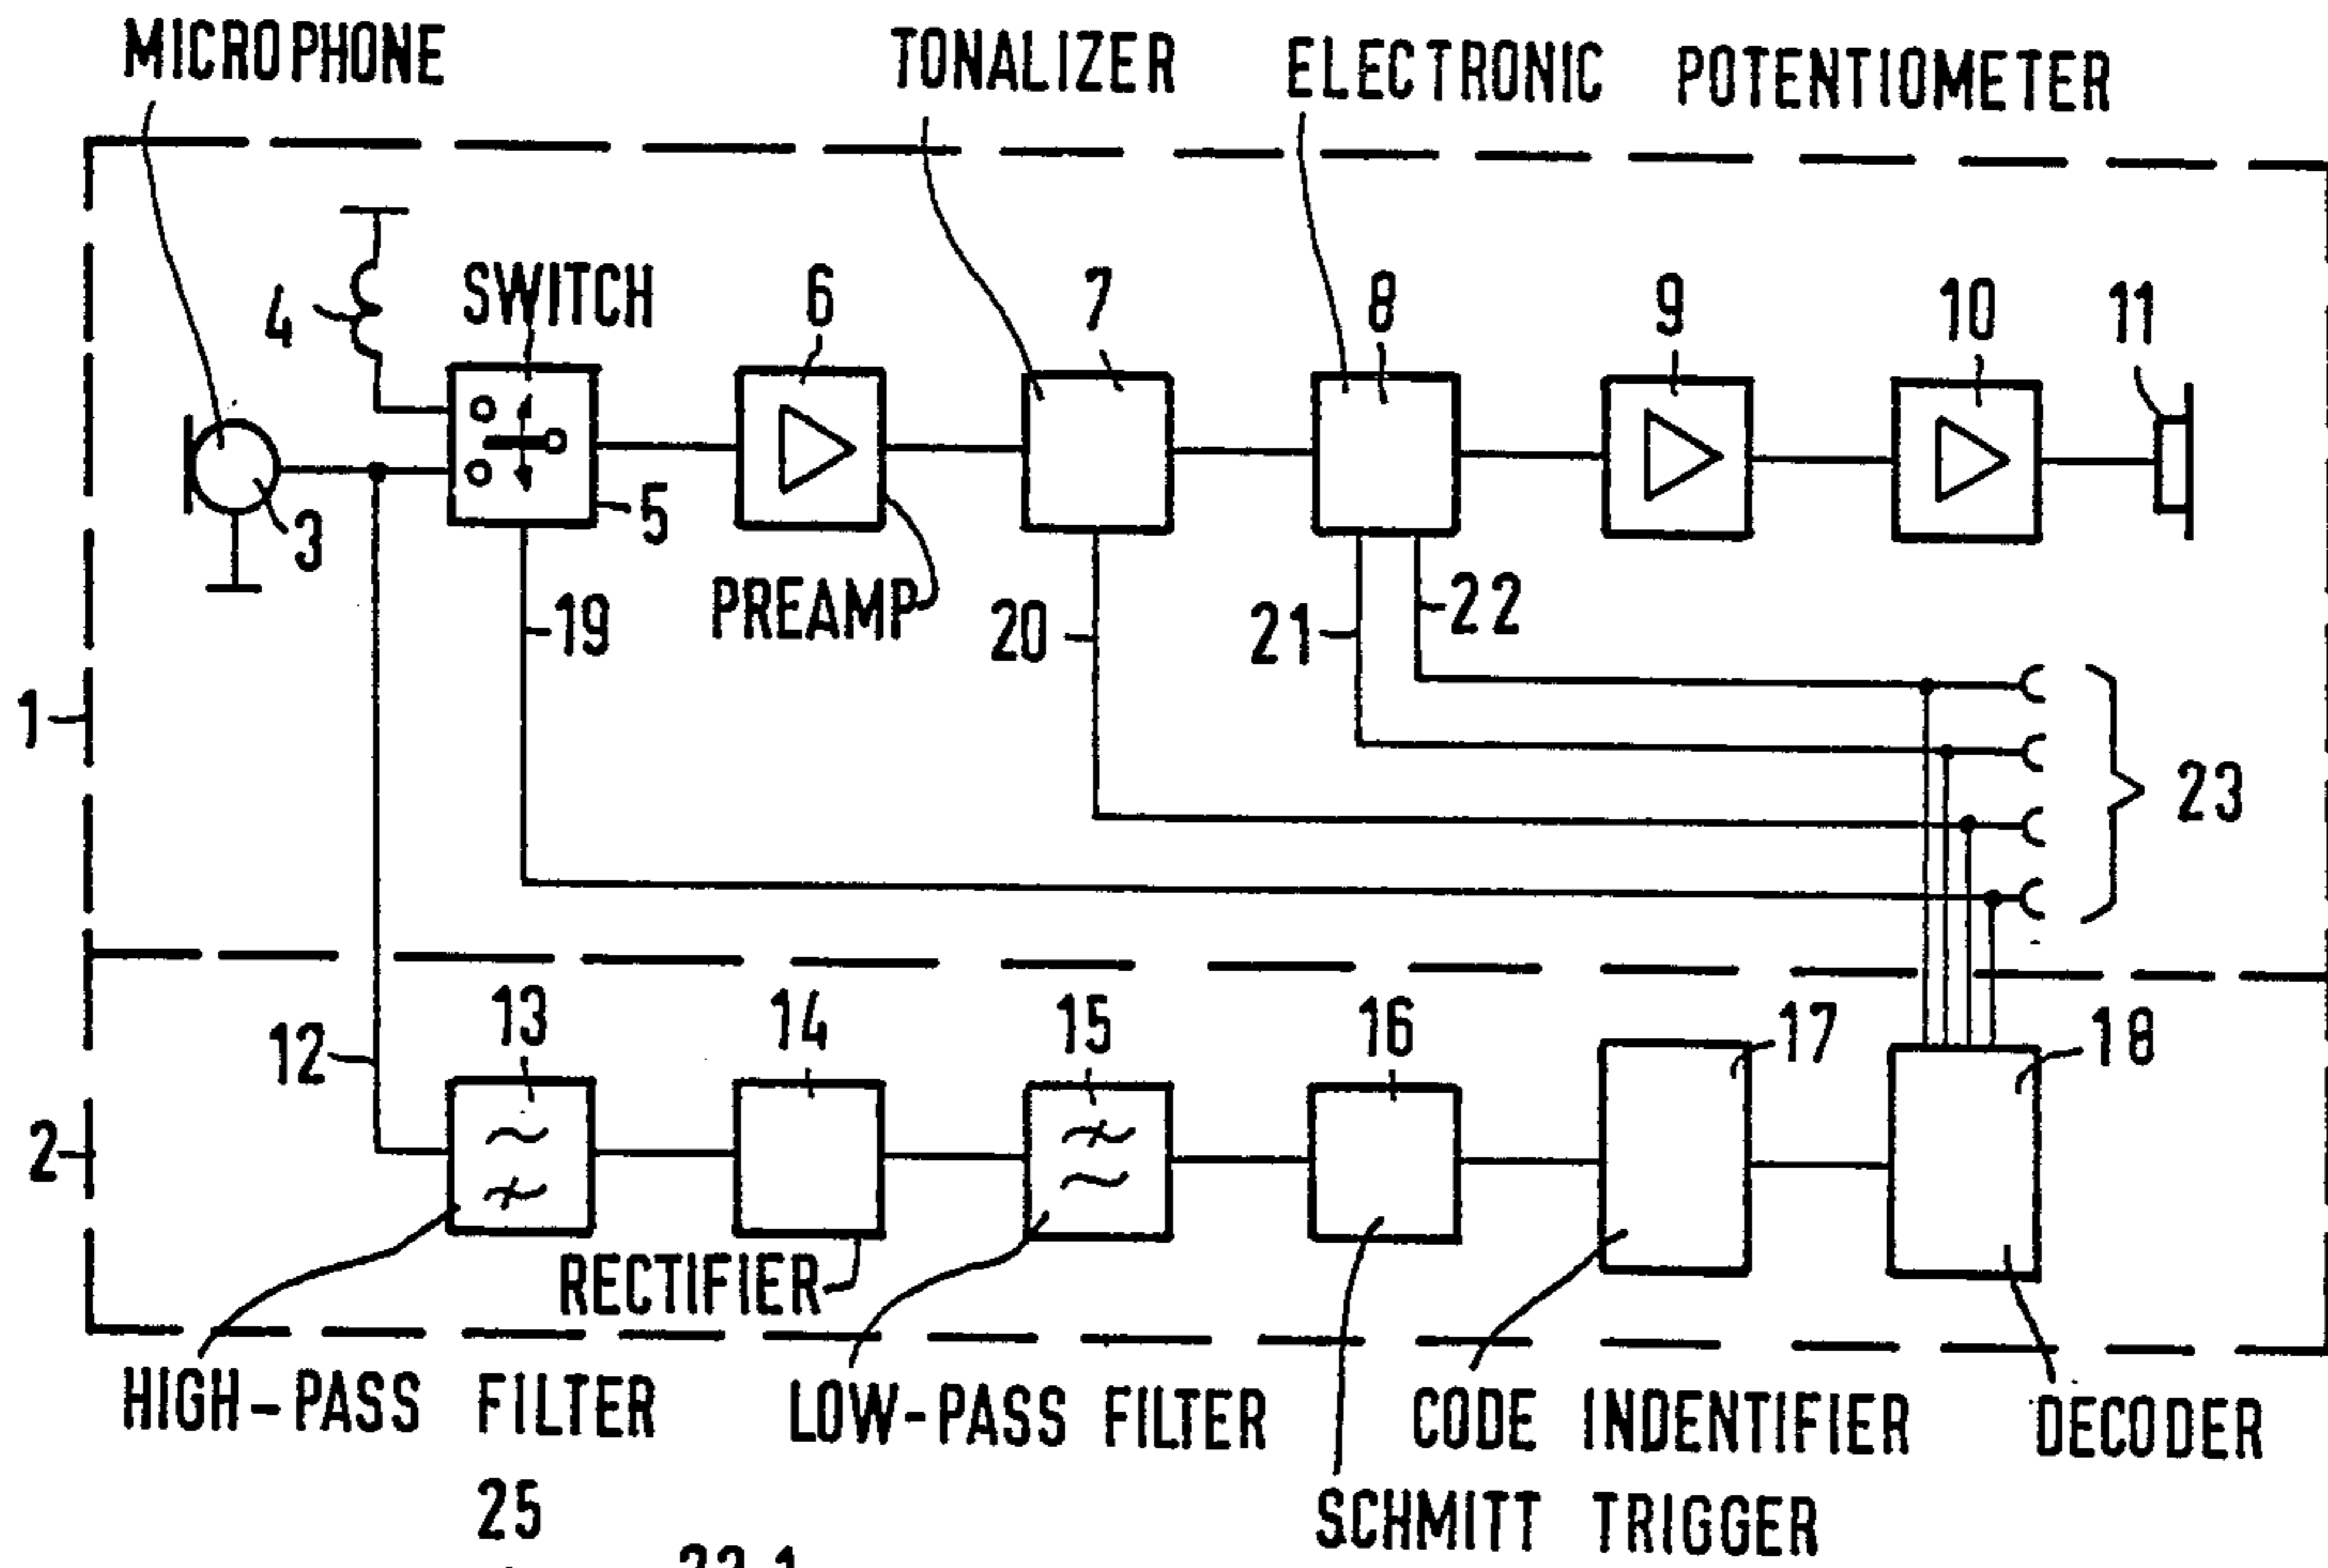 MICROPHONE
TONALIZER
ELECTRONIC POTENTIOMETER
4
SWITCH
6
7
8
9
10
11
3
5
PREAMP
19
20
21
22
1
23
12
13
14
15
16
17
18
2
RECTIFIER
HIGH-PASS FILTER
LOW-PASS FILTER
CODE INDENTIFIER
DECODER
SCHMITT TRIGGER
25